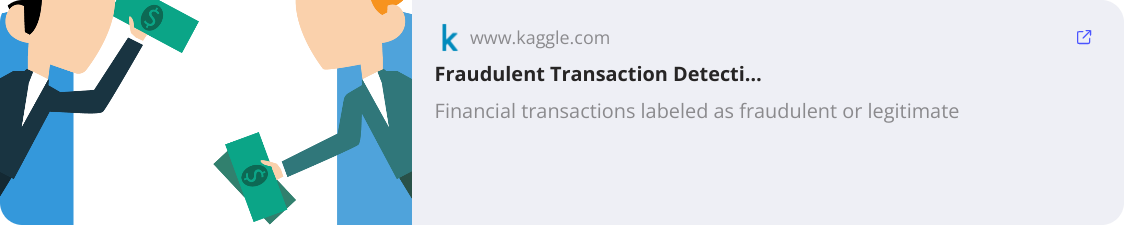 k www.kaggle.com
Fraudulent Transaction Detecti...
Financial transactions labeled as fraudulent or legitimate
$
$